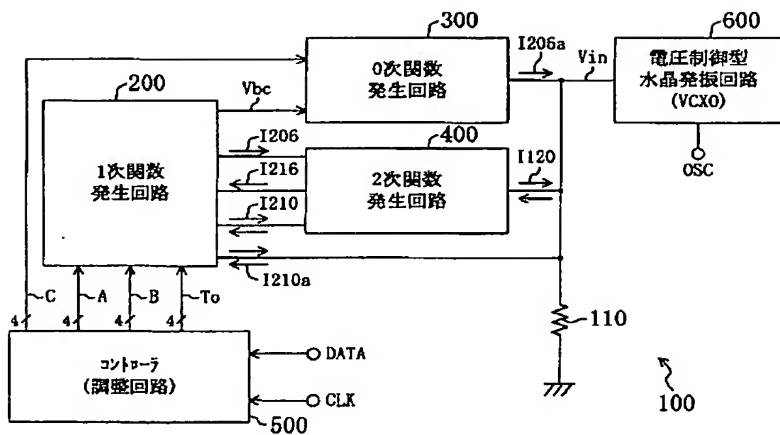 300
I206a
600
0次関数
発生回路
Vin
電圧制御型
水晶発振回路
(VCXO)
200
Vbc
1次関数
発生回路
I206
I216
I210
I210a
400
2次関数
発生回路
I120
OSC
C
A
B
To
4
4
4
4
コントローラ
(調整回路)
DATA
CLK
500
110
100